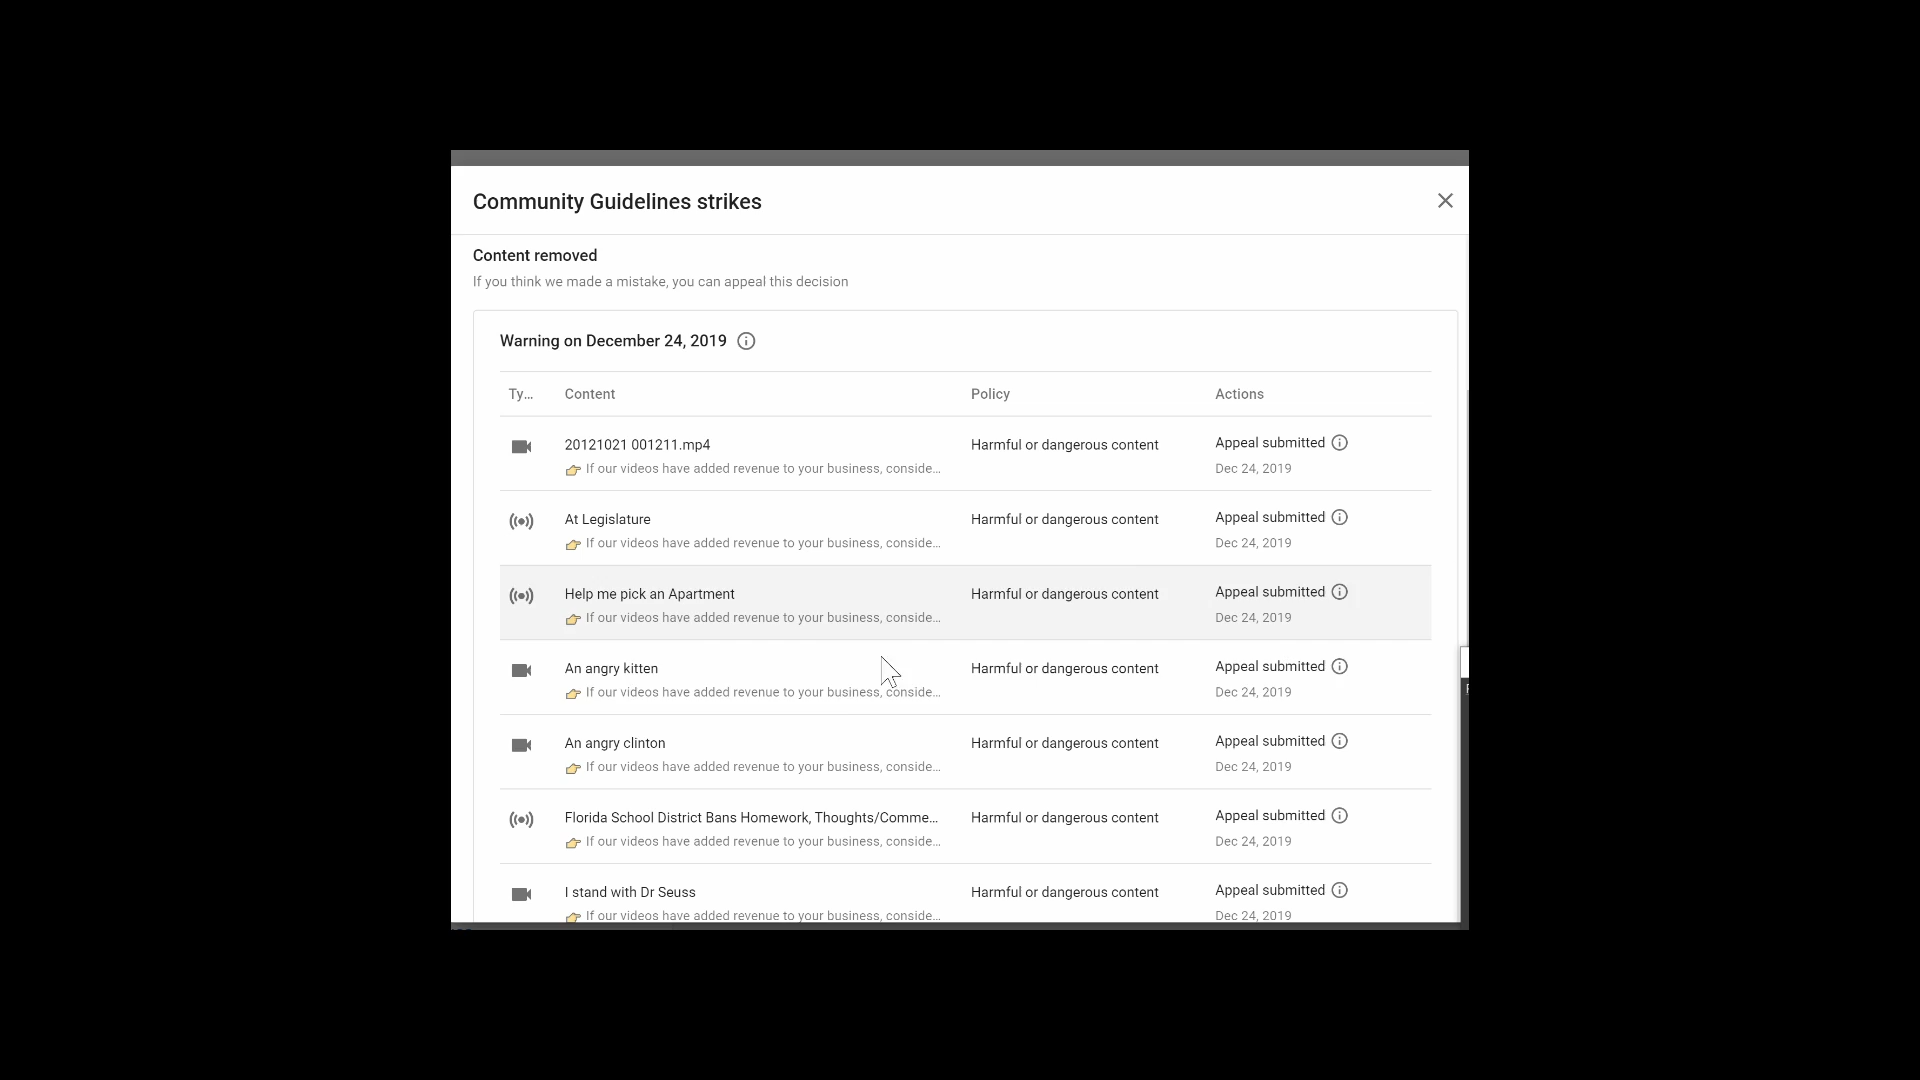 Community Guidelines strikes
Content removed
If you think we made a mistake, you can appeal this decision
Warning on December 24, 2019
Ty... Content Policy Actions
20121021 001211.mp4 Harmful or dangerous content Appeal submitted
👉 If our videos have added revenue to your business, conside... Dec 24, 2019
At Legislature Harmful or dangerous content Appeal submitted
👉 If our videos have added revenue to your business, conside... Dec 24, 2019
Help me pick an Apartment Harmful or dangerous content Appeal submitted
👉 If our videos have added revenue to your business, conside... Dec 24, 2019
An angry kitten Harmful or dangerous content Appeal submitted
👉 If our videos have added revenue to your business, conside... Dec 24, 2019
An angry clinton Harmful or dangerous content Appeal submitted
👉 If our videos have added revenue to your business, conside... Dec 24, 2019
Florida School District Bans Homework, Thoughts/Comme... Harmful or dangerous content Appeal submitted
👉 If our videos have added revenue to your business, conside... Dec 24, 2019
I stand with Dr Seuss Harmful or dangerous content Appeal submitted
👉 If our videos have added revenue to your business, conside... Dec 24, 2019